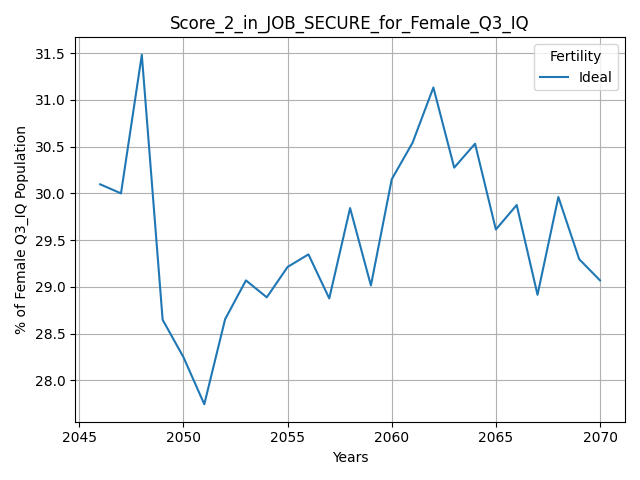 Score_2_in_JOB_SECURE_for_Female_Q3_IQ
Fertility
Ideal
% of Female Q3_IQ Population
31.5
31.0
30.5
30.0
29.5
29.0
28.5
28.0
2045 2050 2055 2060 2065 2070
Years